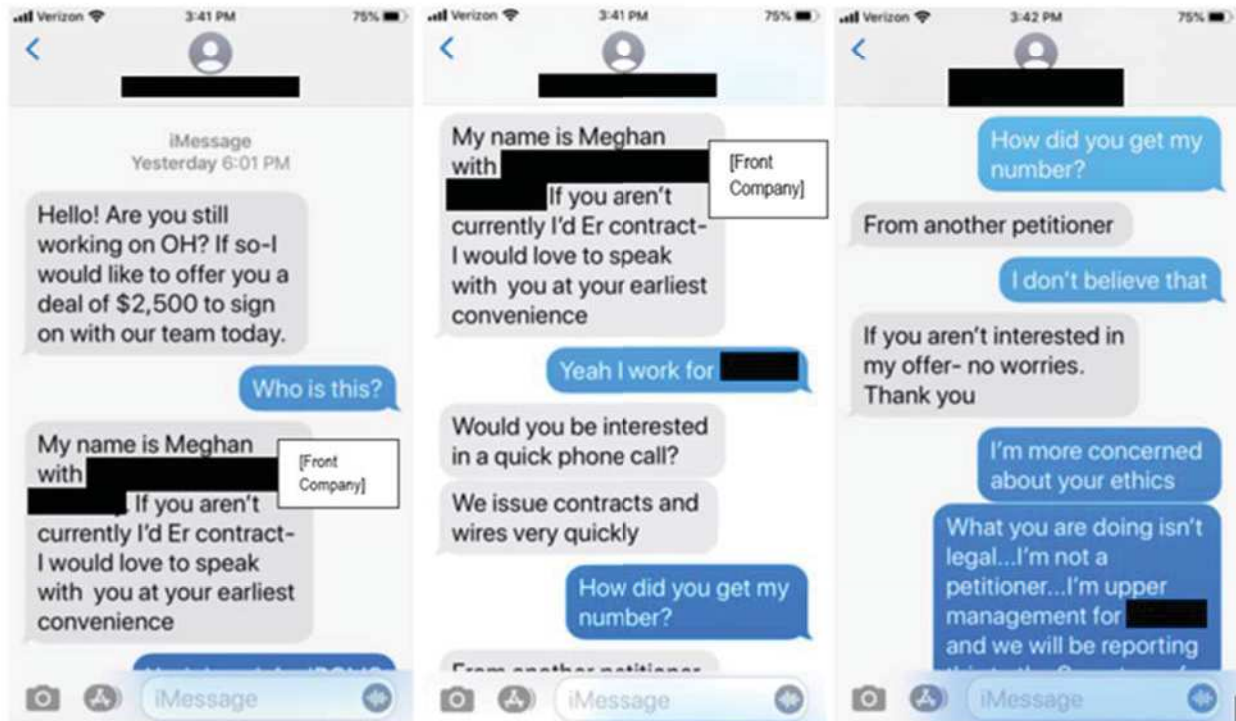 Verizon 3:41 PM 75%
iMessage
Yesterday 6:01 PM
Hello! Are you still
working on OH? If so-I
would like to offer you a
deal of $2,500 to sign
on with our team today.
Who is this?
My name is Meghan
with
[Front
Company]
If you aren't
currently I'd Er contract-
I would love to speak
with you at your earliest
convenience
iMessage
Verizon 3:41 PM 75%
My name is Meghan
with
[Front
Company]
If you aren't
currently I'd Er contract-
I would love to speak
with you at your earliest
convenience
Yeah I work for
Would you be interested
in a quick phone call?
We issue contracts and
wires very quickly
How did you get my
number?
From another petitioner
iMessage
Verizon 3:42 PM 75%
How did you get my
number?
From another petitioner
I don't believe that
If you aren't interested in
my offer- no worries.
Thank you
I'm more concerned
about your ethics
What you are doing isn't
legal...I'm not a
petitioner...I'm upper
management for
and we will be reporting
iMessage